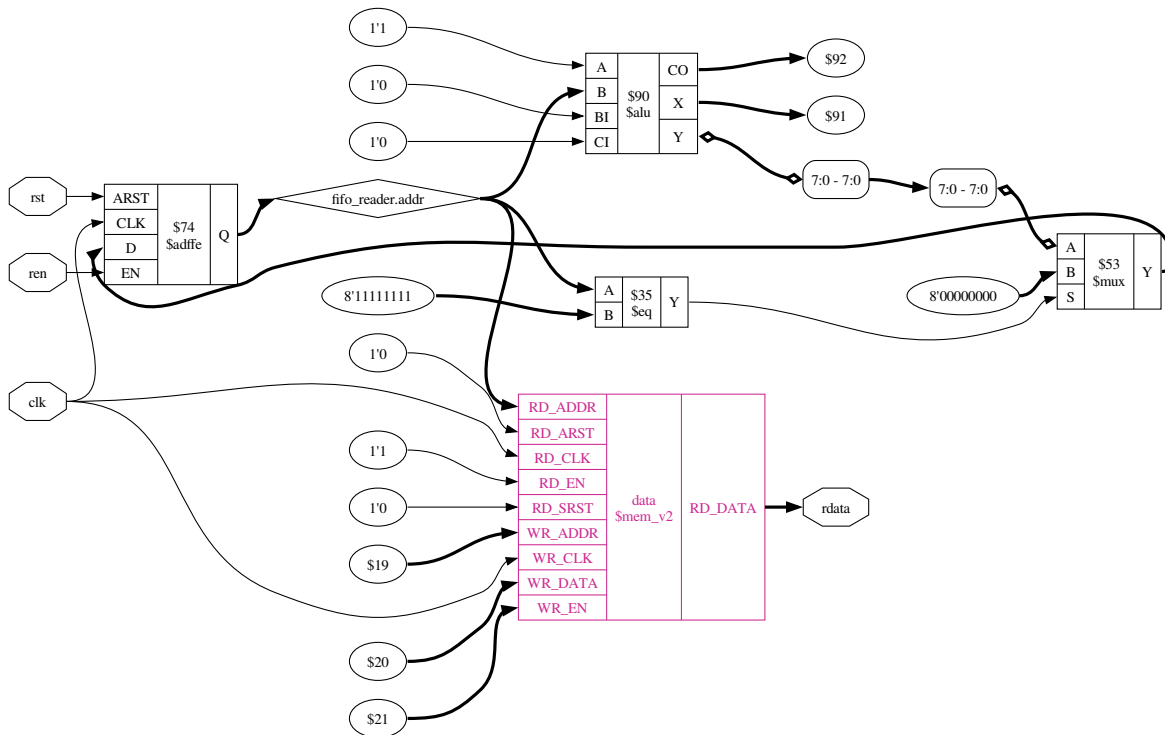 1'1
1'0
1'0
A
B
BI
CI
$90
$alu
CO
X
Y
$92
$91
7:0 - 7:0
7:0 - 7:0
rst
ren
clk
ARST
CLK
D
EN
$74
$adffe
Q
fifo_reader.addr
8'11111111
A
B
$35
$eq
Y
8'00000000
A
B
S
$53
$mux
Y
1'0
1'1
1'0
$19
$20
$21
RD_ADDR
RD_ARST
RD_CLK
RD_EN
RD_SRST
WR_ADDR
WR_CLK
WR_DATA
WR_EN
data
$mem_v2
RD_DATA
rdata